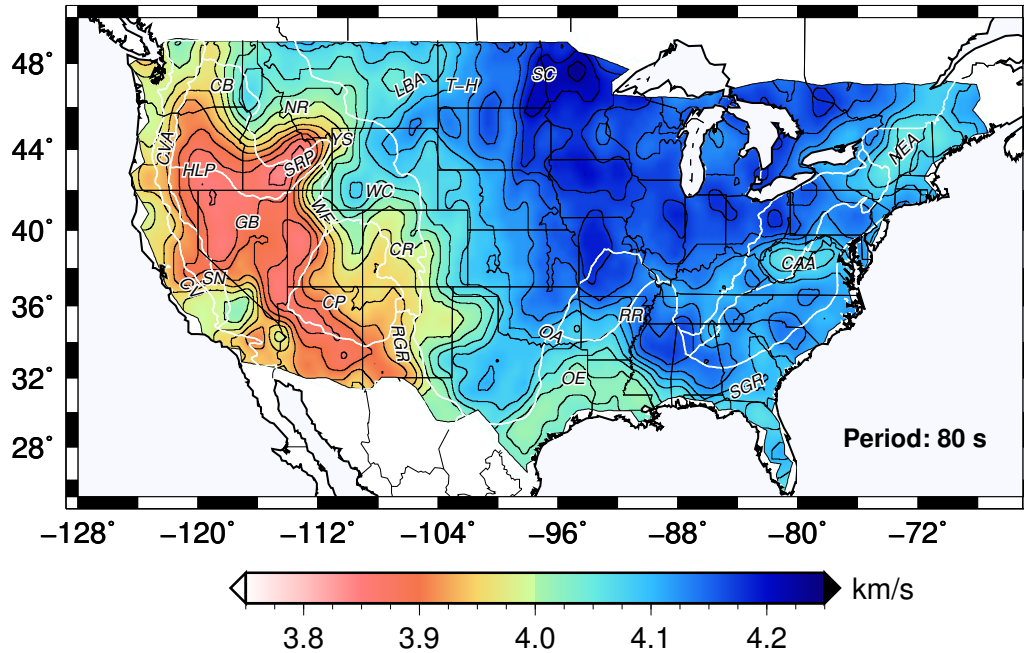 48°
44°
40°
36°
32°
28°
CB
LBA
T–H
SC
NR
CVA
YS
NEA
HLP
SRP
WC
WF
GB
CR
CAA
SN
CP
RGR
OA
RR
OE
SGR
Period: 80 s
−128°
−120°
−112°
−104°
−96°
−88°
−80°
−72°
km/s
3.8
3.9
4.0
4.1
4.2